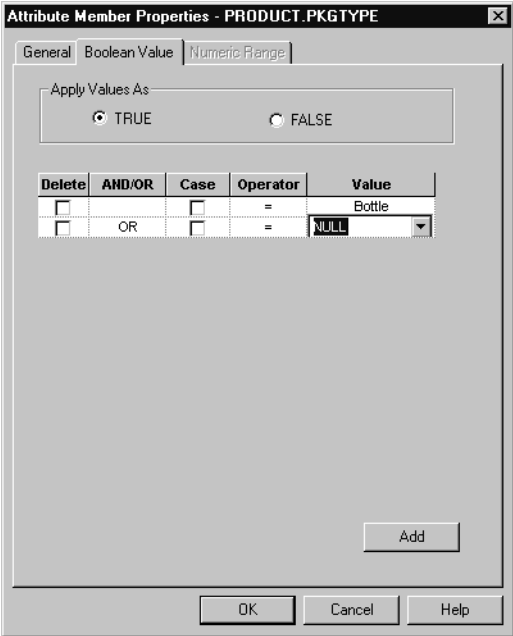 Attribute Member Properties - PRODUCT.PKGTYPE
General Boolean Value Numeric Range
Apply Values As
TRUE FALSE
Delete AND/OR Case Operator Value
= Bottle
OR = NULL
Add
OK Cancel Help